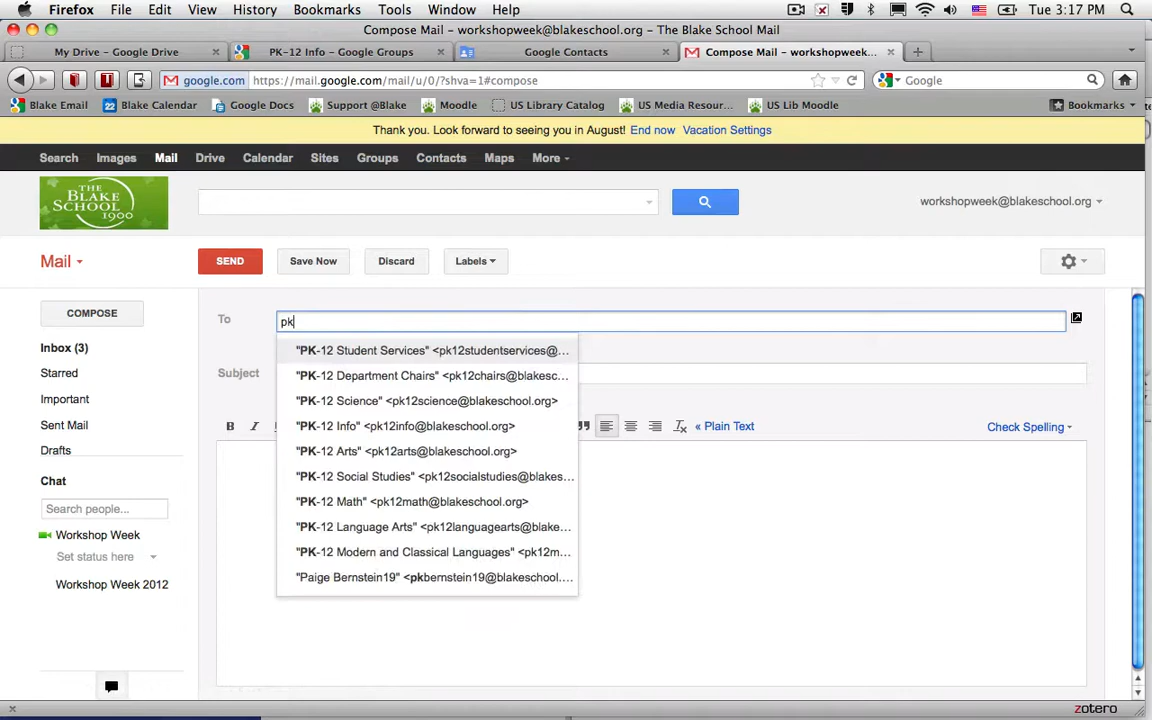 Firefox File Edit View History Bookmarks Tools Window Help Tue 3:17 PM
Compose Mail – workshopweek@blakeschool.org – The Blake School Mail
My Drive – Google Drive PK-12 Info – Google Groups Google Contacts Compose Mail – workshopweek...
google.com https://mail.google.com/mail/u/0/?shva=1#compose Google
Blake Email 22 Blake Calendar Google Docs Support @Blake Moodle US Library Catalog US Media Resour... US Lib Moodle Bookmarks
Thank you. Look forward to seeing you in August! End now Vacation Settings
Search Images Mail Drive Calendar Sites Groups Contacts Maps More
THE BLAKE SCHOOL 1900
workshopweek@blakeschool.org
Mail SEND Save Now Discard Labels
COMPOSE
Inbox (3)
Starred
Important
Sent Mail
Drafts
Chat
Search people...
Workshop Week
Set status here
Workshop Week 2012
To pk
"PK-12 Student Services" <pk12studentservices@...
"PK-12 Department Chairs" <pk12chairs@blakesc...
"PK-12 Science" <pk12science@blakeschool.org>
"PK-12 Info" <pk12info@blakeschool.org>
"PK-12 Arts" <pk12arts@blakeschool.org>
"PK-12 Social Studies" <pk12socialstudies@blakes...
"PK-12 Math" <pk12math@blakeschool.org>
"PK-12 Language Arts" <pk12languagearts@blake...
"PK-12 Modern and Classical Languages" <pk12m...
"Paige Bernstein19" <pkbernstein19@blakeschool....
Subject
B I « Plain Text Check Spelling
zotero